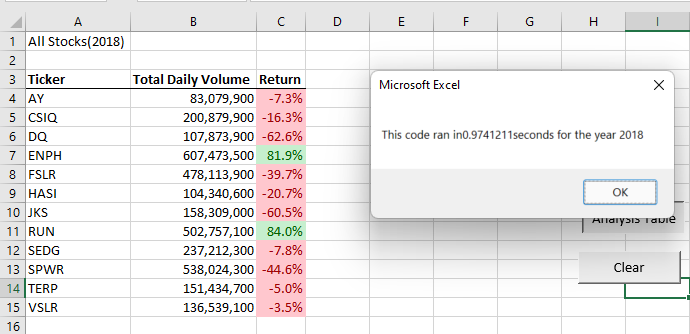 A B C D E F G H I
1 All Stocks(2018)
2
3 Ticker Total Daily Volume Return
4 AY 83,079,900 -7.3%
5 CSIQ 200,879,900 -16.3%
6 DQ 107,873,900 -62.6%
7 ENPH 607,473,500 81.9%
8 FSLR 478,113,900 -39.7%
9 HASI 104,340,600 -20.7%
10 JKS 158,309,000 -60.5%
11 RUN 502,757,100 84.0%
12 SEDG 237,212,300 -7.8%
13 SPWR 538,024,300 -44.6%
14 TERP 151,434,700 -5.0%
15 VSLR 136,539,100 -3.5%
16
Microsoft Excel
This code ran in0.9741211seconds for the year 2018
OK
Analysis Table
Clear